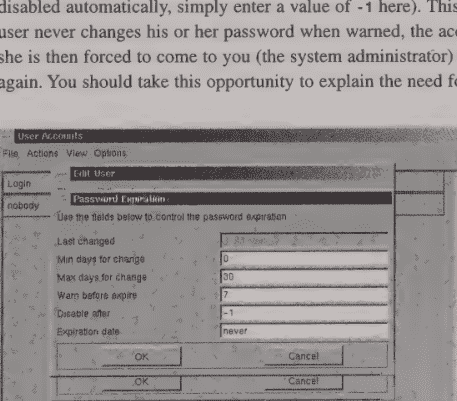 disabled automatically, simply enter a value of -1 here). This
user never changes his or her password when warned, the acc
she is then forced to come to you (the system administrator)
again. You should take this opportunity to explain the need fo
User Accounts
File Actions View Options
Edit User
Login
Password Expiration
nobody
Use the fields below to control the password expiration
Last changed
Min days for change 0
Max days for change 30
Warn before expire 7
Disable after -1
Expiration date never
OK Cancel
OK Cancel